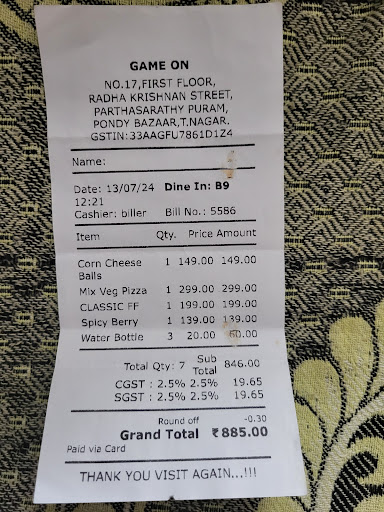 GAME ON
NO.17,FIRST FLOOR,
RADHA KRISHNAN STREET,
PARTHASARATHY PURAM,
PONDY BAZAAR,T.NAGAR.
GSTIN:33AAGFU7861D1Z4
Name:
Date: 13/07/24 Dine In: B9
12:21
Cashier: biller Bill No.: 5586
Item Qty. Price Amount
Corn Cheese 1 149.00 149.00
Balls
Mix Veg Pizza 1 299.00 299.00
CLASSIC FF 1 199.00 199.00
Spicy Berry 1 139.00 139.00
Water Bottle 3 20.00 60.00
Total Qty: 7 Sub Total 846.00
CGST : 2.5% 2.5% 19.65
SGST : 2.5% 2.5% 19.65
Round off -0.30
Grand Total ₹885.00
Paid via Card
THANK YOU VISIT AGAIN...!!!